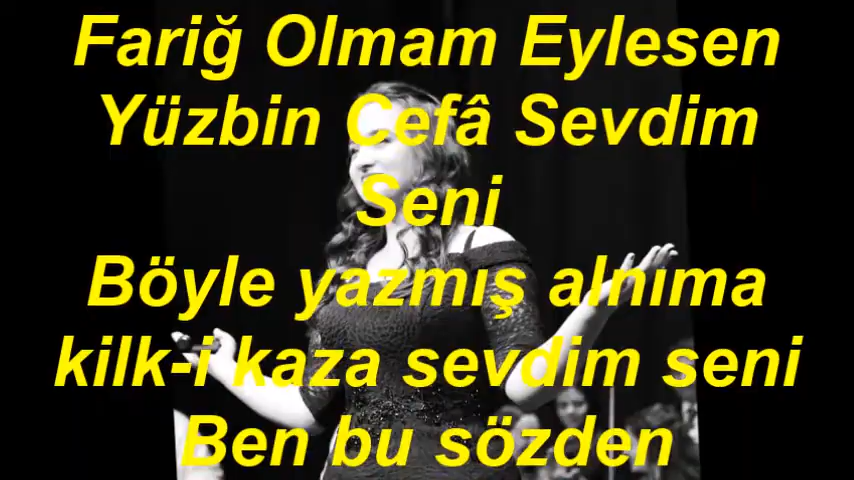 Fariğ Olmam Eylesen
Yüzbin Cefâ Sevdim
Seni
Böyle yazmış alnıma
kilk-i kaza sevdim seni
Ben bu sözden